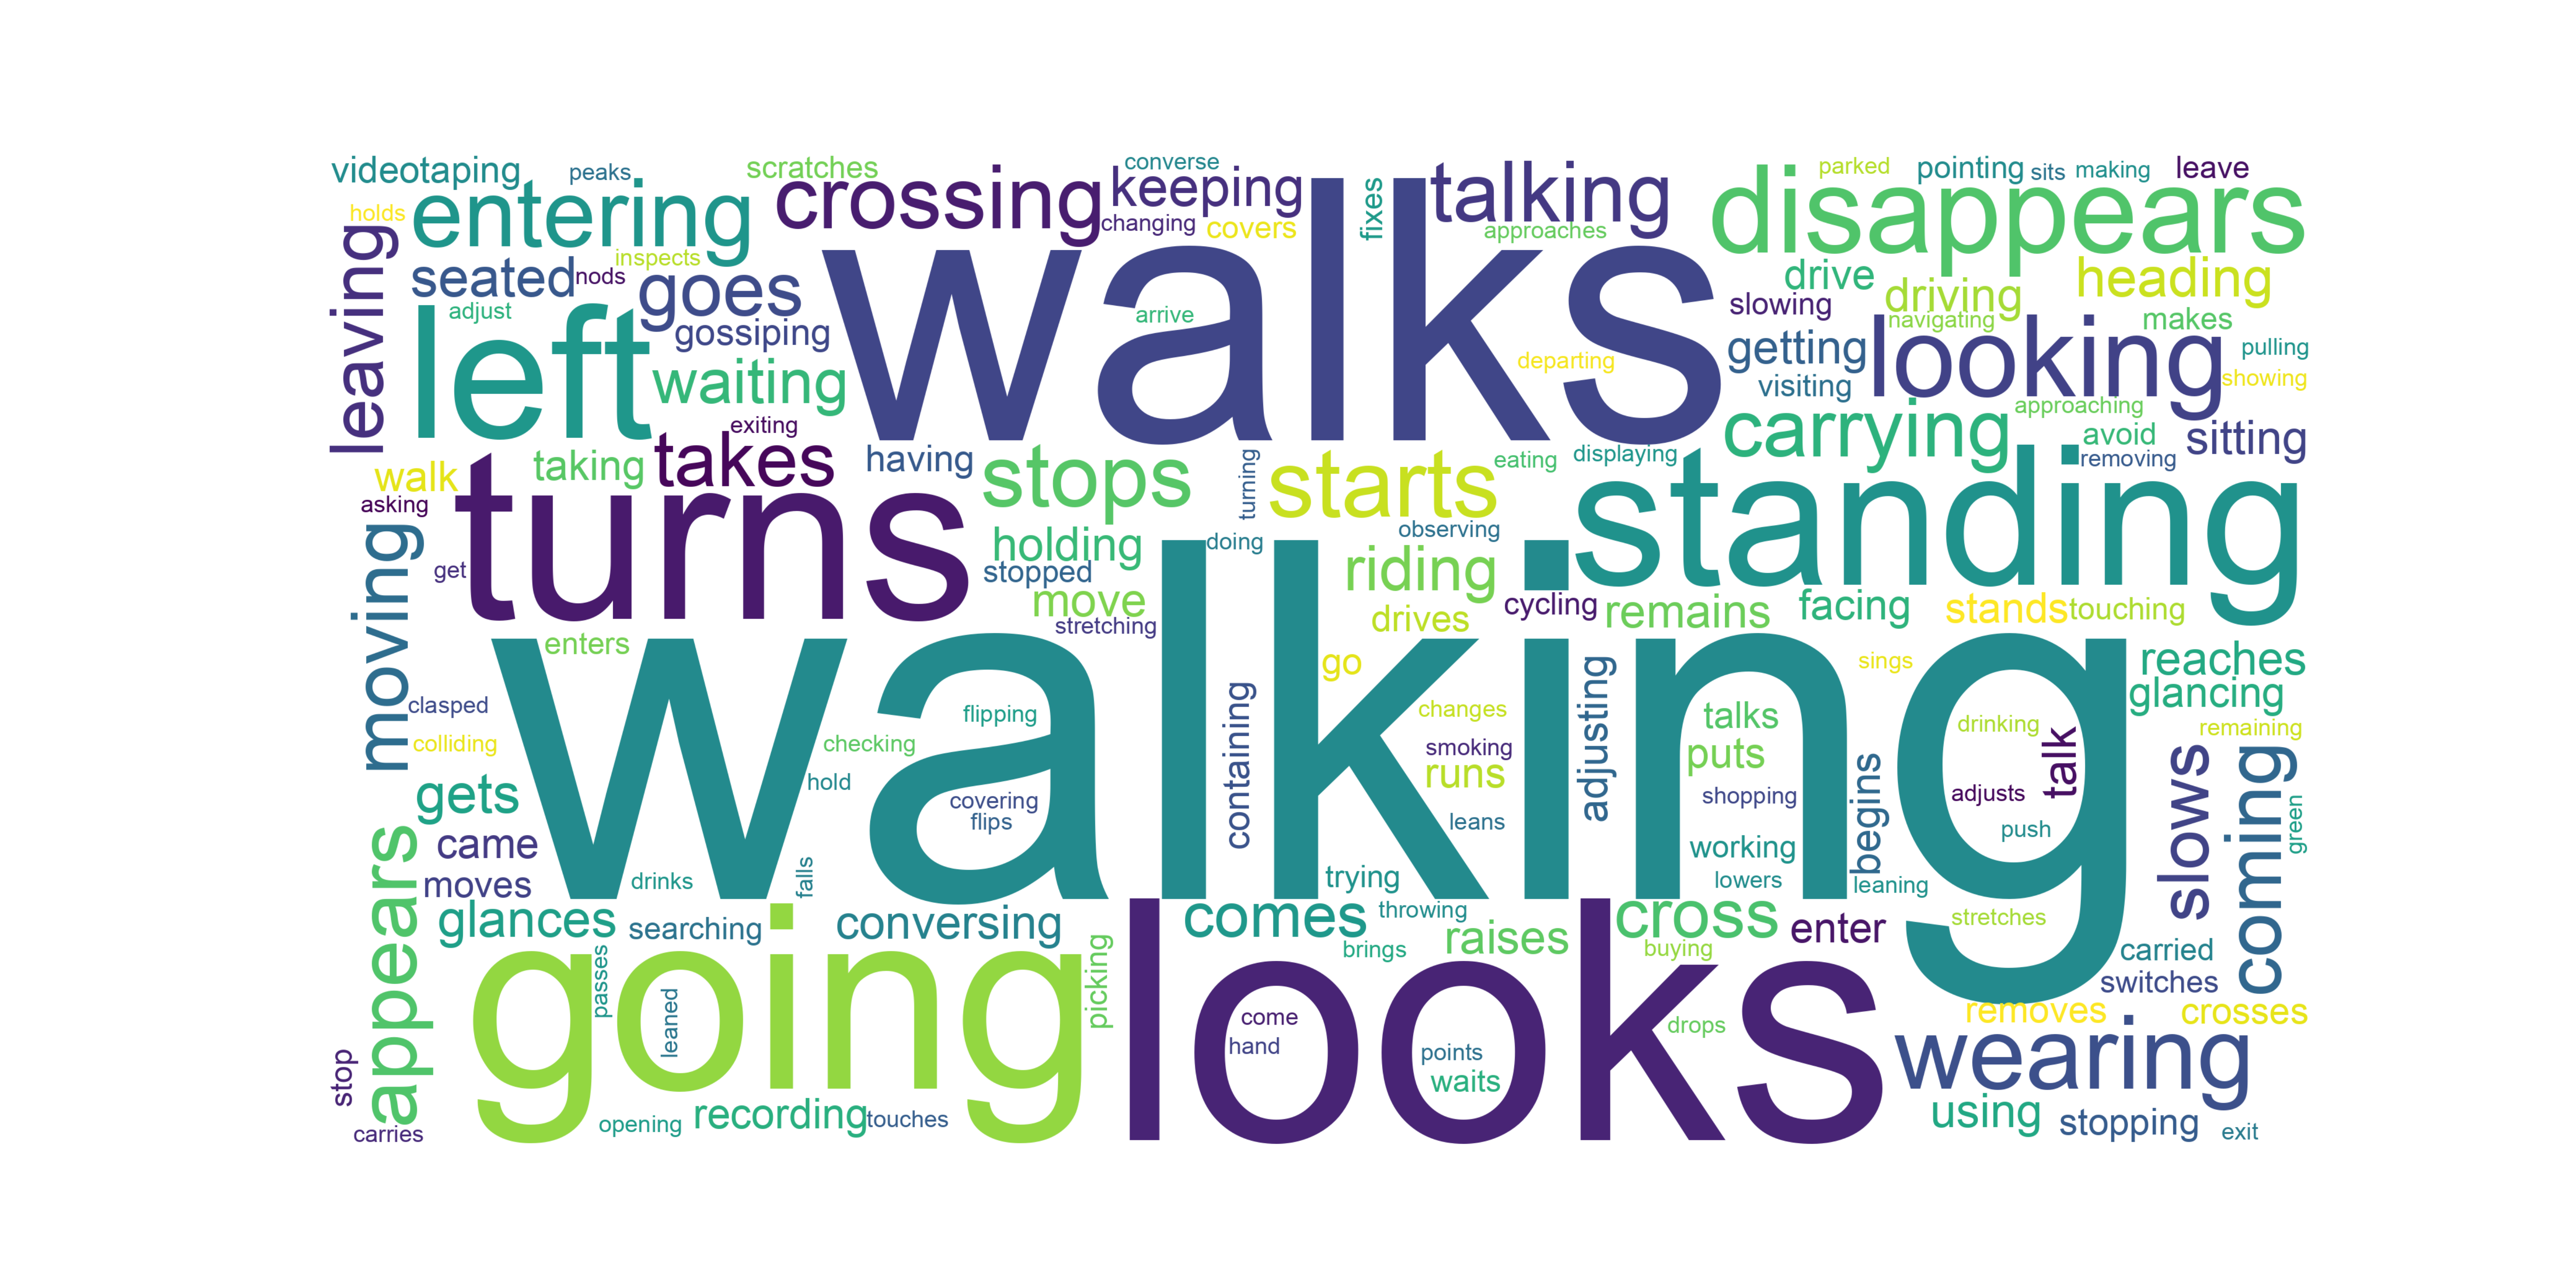 videotaping peaks scratches converse parked pointing sits making leave
holds entering crossing keeping changing covers fixes talking approaches disappears
leaving seated nods inspects goes adjust gossiping
walks arrive departing
drive heading slowing driving navigating makes
left waiting exiting getting looking pulling visiting showing
approaching carrying avoid sitting removing
walk taking takes having stops turning starts eating displaying
asking turns holding doing observing standing
moving get stopped move stretching riding drives cycling remains facing stands touching
enters walking go sings reaches glancing
clasped flipping containing changes adjusting talks drinking talk remaining
colliding checking smoking puts slows coming
gets hold covering flips runs leans shopping begins adjusts push green
appears came moves drinks falls trying working lowers leaning
glances searching conversing comes throwing brings raises cross buying enter stretches carried
going passes leaned picking looks come hand points waits drops switches removes crosses
stop carries opening recording touches wearing using stopping exit